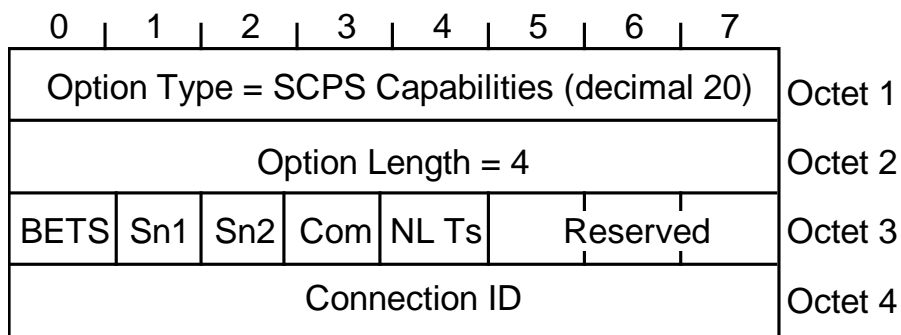 0 1 2 3 4 5 6 7
Option Type = SCPS Capabilities (decimal 20) Octet 1
Option Length = 4 Octet 2
BETS Sn1 Sn2 Com NL Ts Reserved Octet 3
Connection ID Octet 4